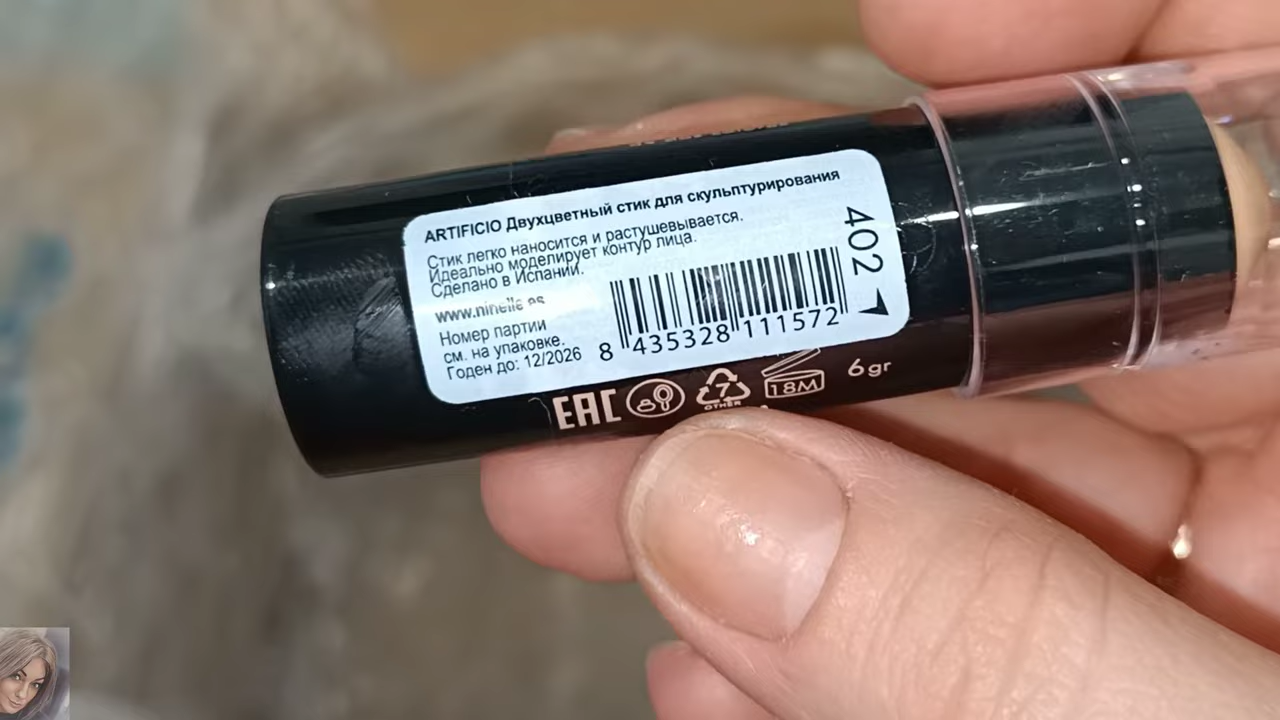 ARTIFICIO Двухцветный стик для скульптурирования
Стик легко наносится и растушевывается.
Идеально моделирует контур лица.
Сделано в Испании.
www.ninelle.es
Номер партии
см. на упаковке.
Годен до: 12/2026
8 435328 111572
402
EAC
7
OTHER
18M
6gr